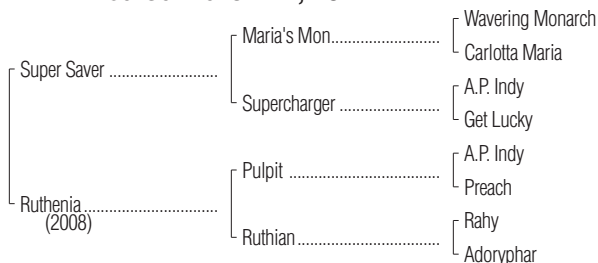 Wavering Monarch
Maria's Mon
Carlotta Maria
Super Saver
A.P. Indy
Supercharger
Get Lucky
A.P. Indy
Pulpit
Preach
Ruthenia
(2008)
Rahy
Ruthian
Adoryphar